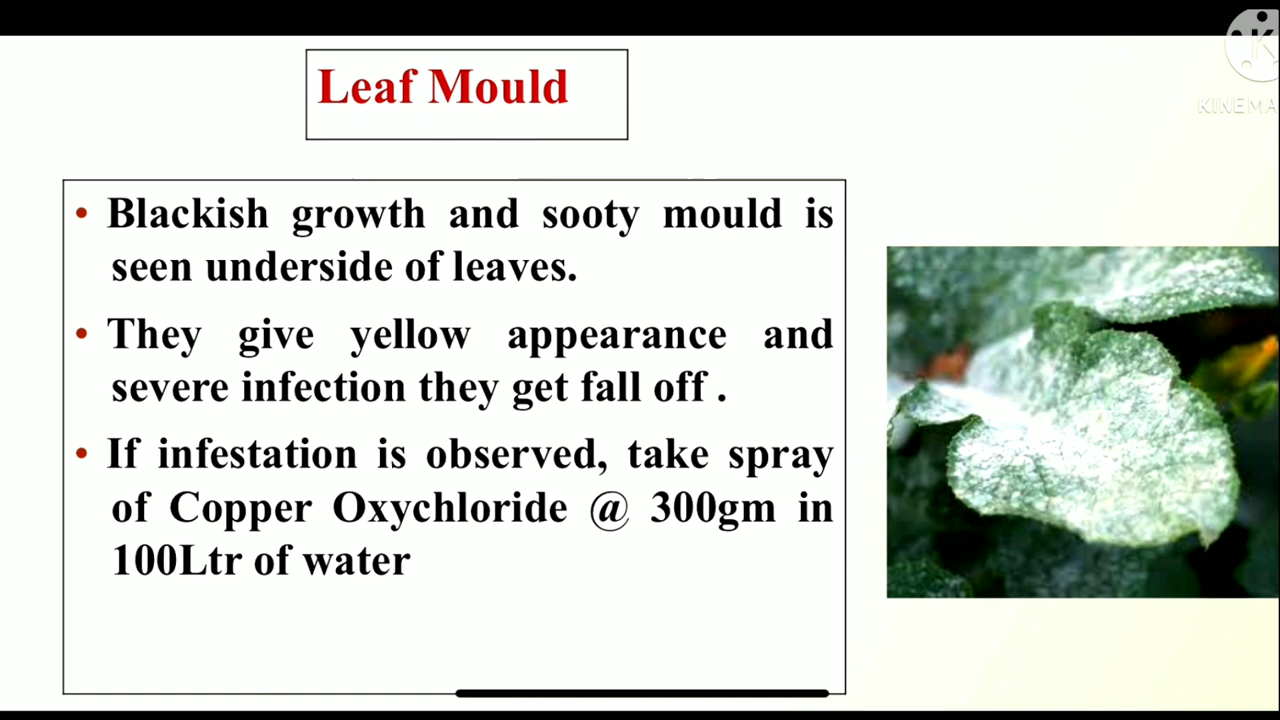 Leaf Mould
KINEMA
• Blackish growth and sooty mould is
seen underside of leaves.
• They give yellow appearance and
severe infection they get fall off .
• If infestation is observed, take spray
of Copper Oxychloride @ 300gm in
100Ltr of water